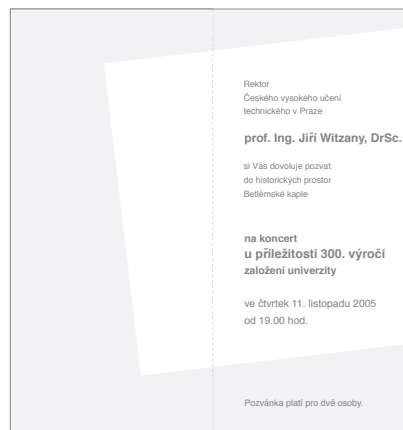 Rektor
Českého vysokého učení
technického v Praze
prof. Ing. Jiří Witzany, DrSc.
si Vás dovoluje pozvat
do historických prostor
Betlémské kaple
na koncert
u příležitosti 300. výročí
založení univerzity
ve čtvrtek 11. listopadu 2005
od 19.00 hod.
Pozvánka platí pro dvě osoby.